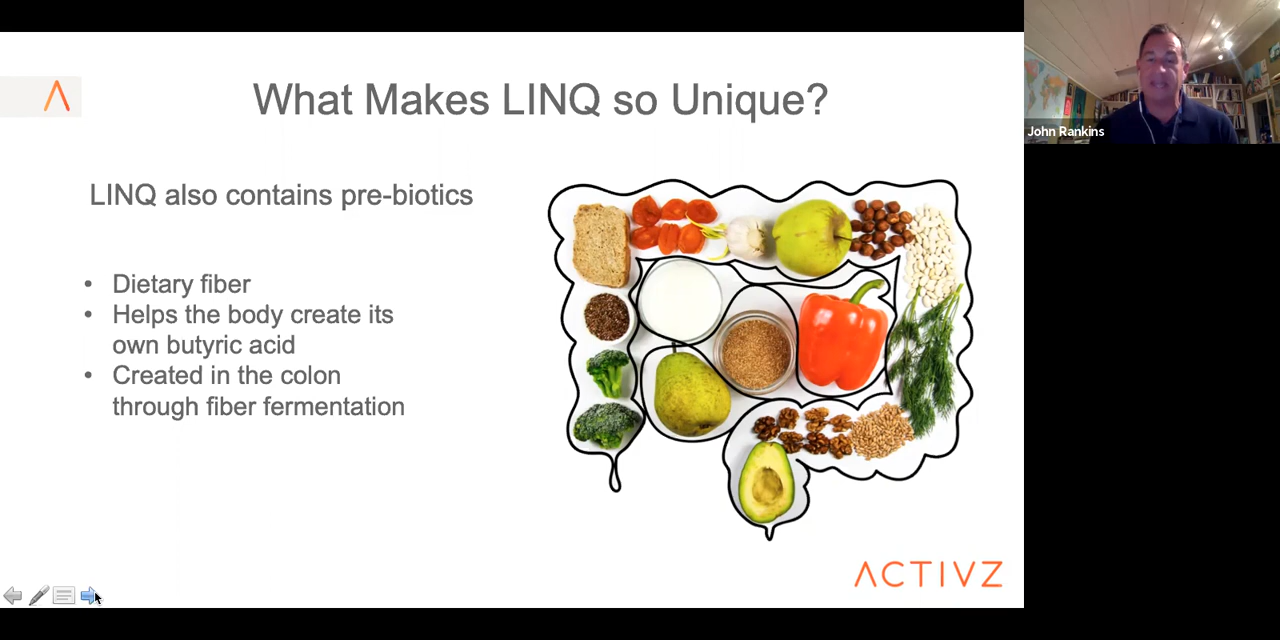 What Makes LINQ so Unique?
John Rankins
LINQ also contains pre-biotics
• Dietary fiber
• Helps the body create its
own butyric acid
• Created in the colon
through fiber fermentation
ACTIVZ